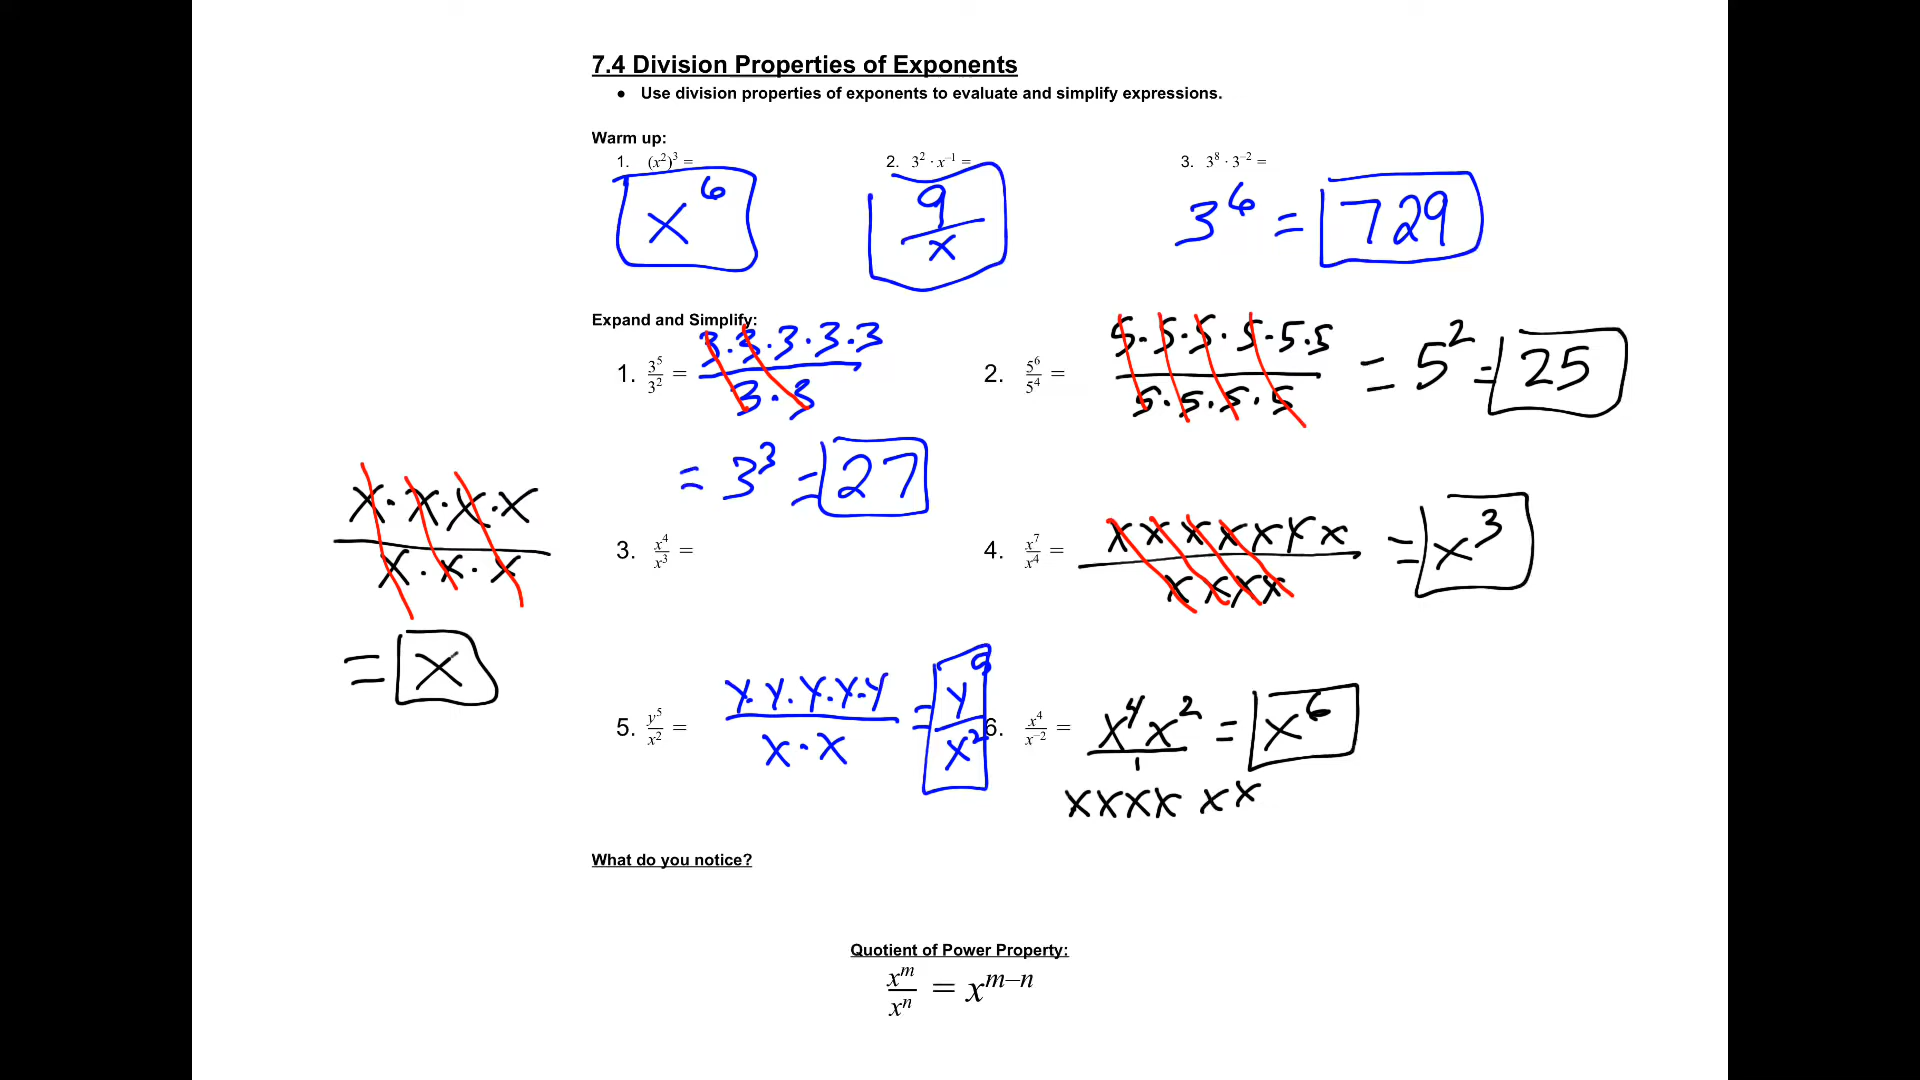 7.4 Division Properties of Exponents
● Use division properties of exponents to evaluate and simplify expressions.
Warm up:
1. (x²)³ =
x⁶
2. 3² · x⁻¹ =
9/x
3. 3⁸ · 3⁻² =
3⁶ = 729
Expand and Simplify:
1. 3⁵/3² = 3·3·3·3·3 / 3·3
= 3³ = 27
2. 5⁶/5⁴ = 5·5·5·5·5·5 / 5·5·5·5 = 5² = 25
3. x⁴/x³ =
x·x·x·x / x·x·x
= x
4. x⁷/x⁴ = x x x x x x x / x x x x = x³
5. y⁵/x² = y·y·y·y·y / x·x = y⁹/x²
6. x⁴/x⁻² = x⁴x²/1 = x⁶
xxxx xx
What do you notice?
Quotient of Power Property:
xᵐ/xⁿ = xᵐ⁻ⁿ